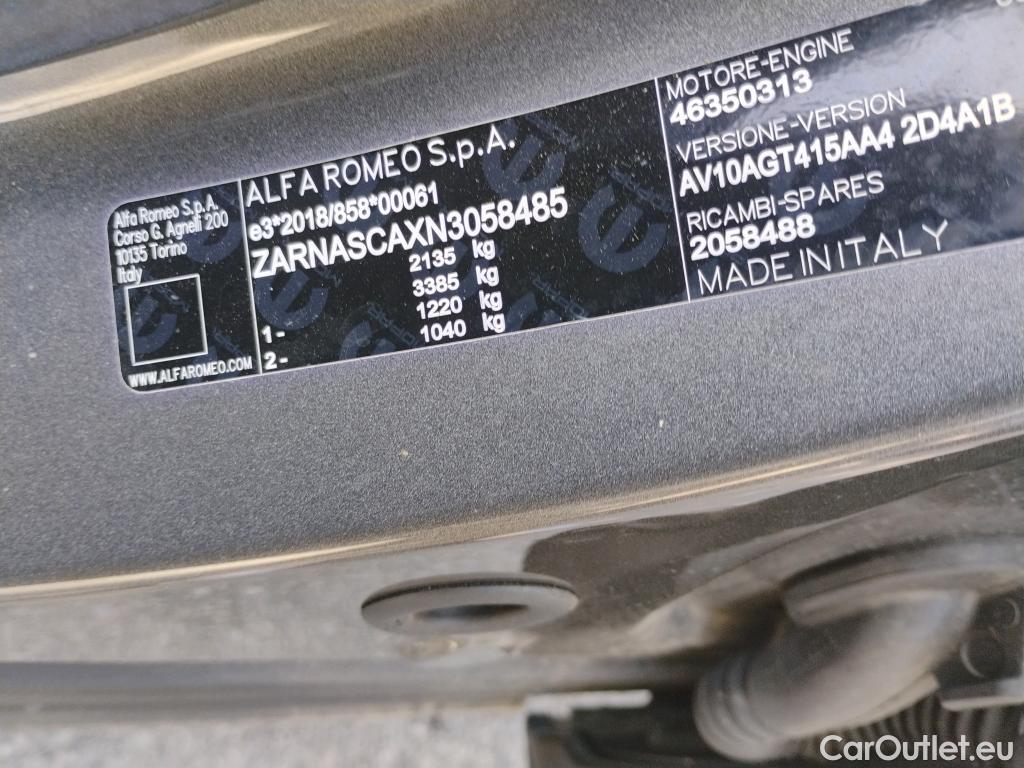 Alfa Romeo S.p.A.
Corso G. Agnelli 200
10135 Torino
Italy
WWW.ALFAROMEO.COM
ALFA ROMEO S.p.A.
e3*2018/858*00061
ZARNASCAXN3058485
2135 kg
3385 kg
1- 1220 kg
2- 1040 kg
MOTORE-ENGINE
46350313
VERSIONE-VERSION
AV10AGT415AA4 2D4A1B
RICAMBI-SPARES
2058488
MADE IN ITALY
CarOutlet.eu